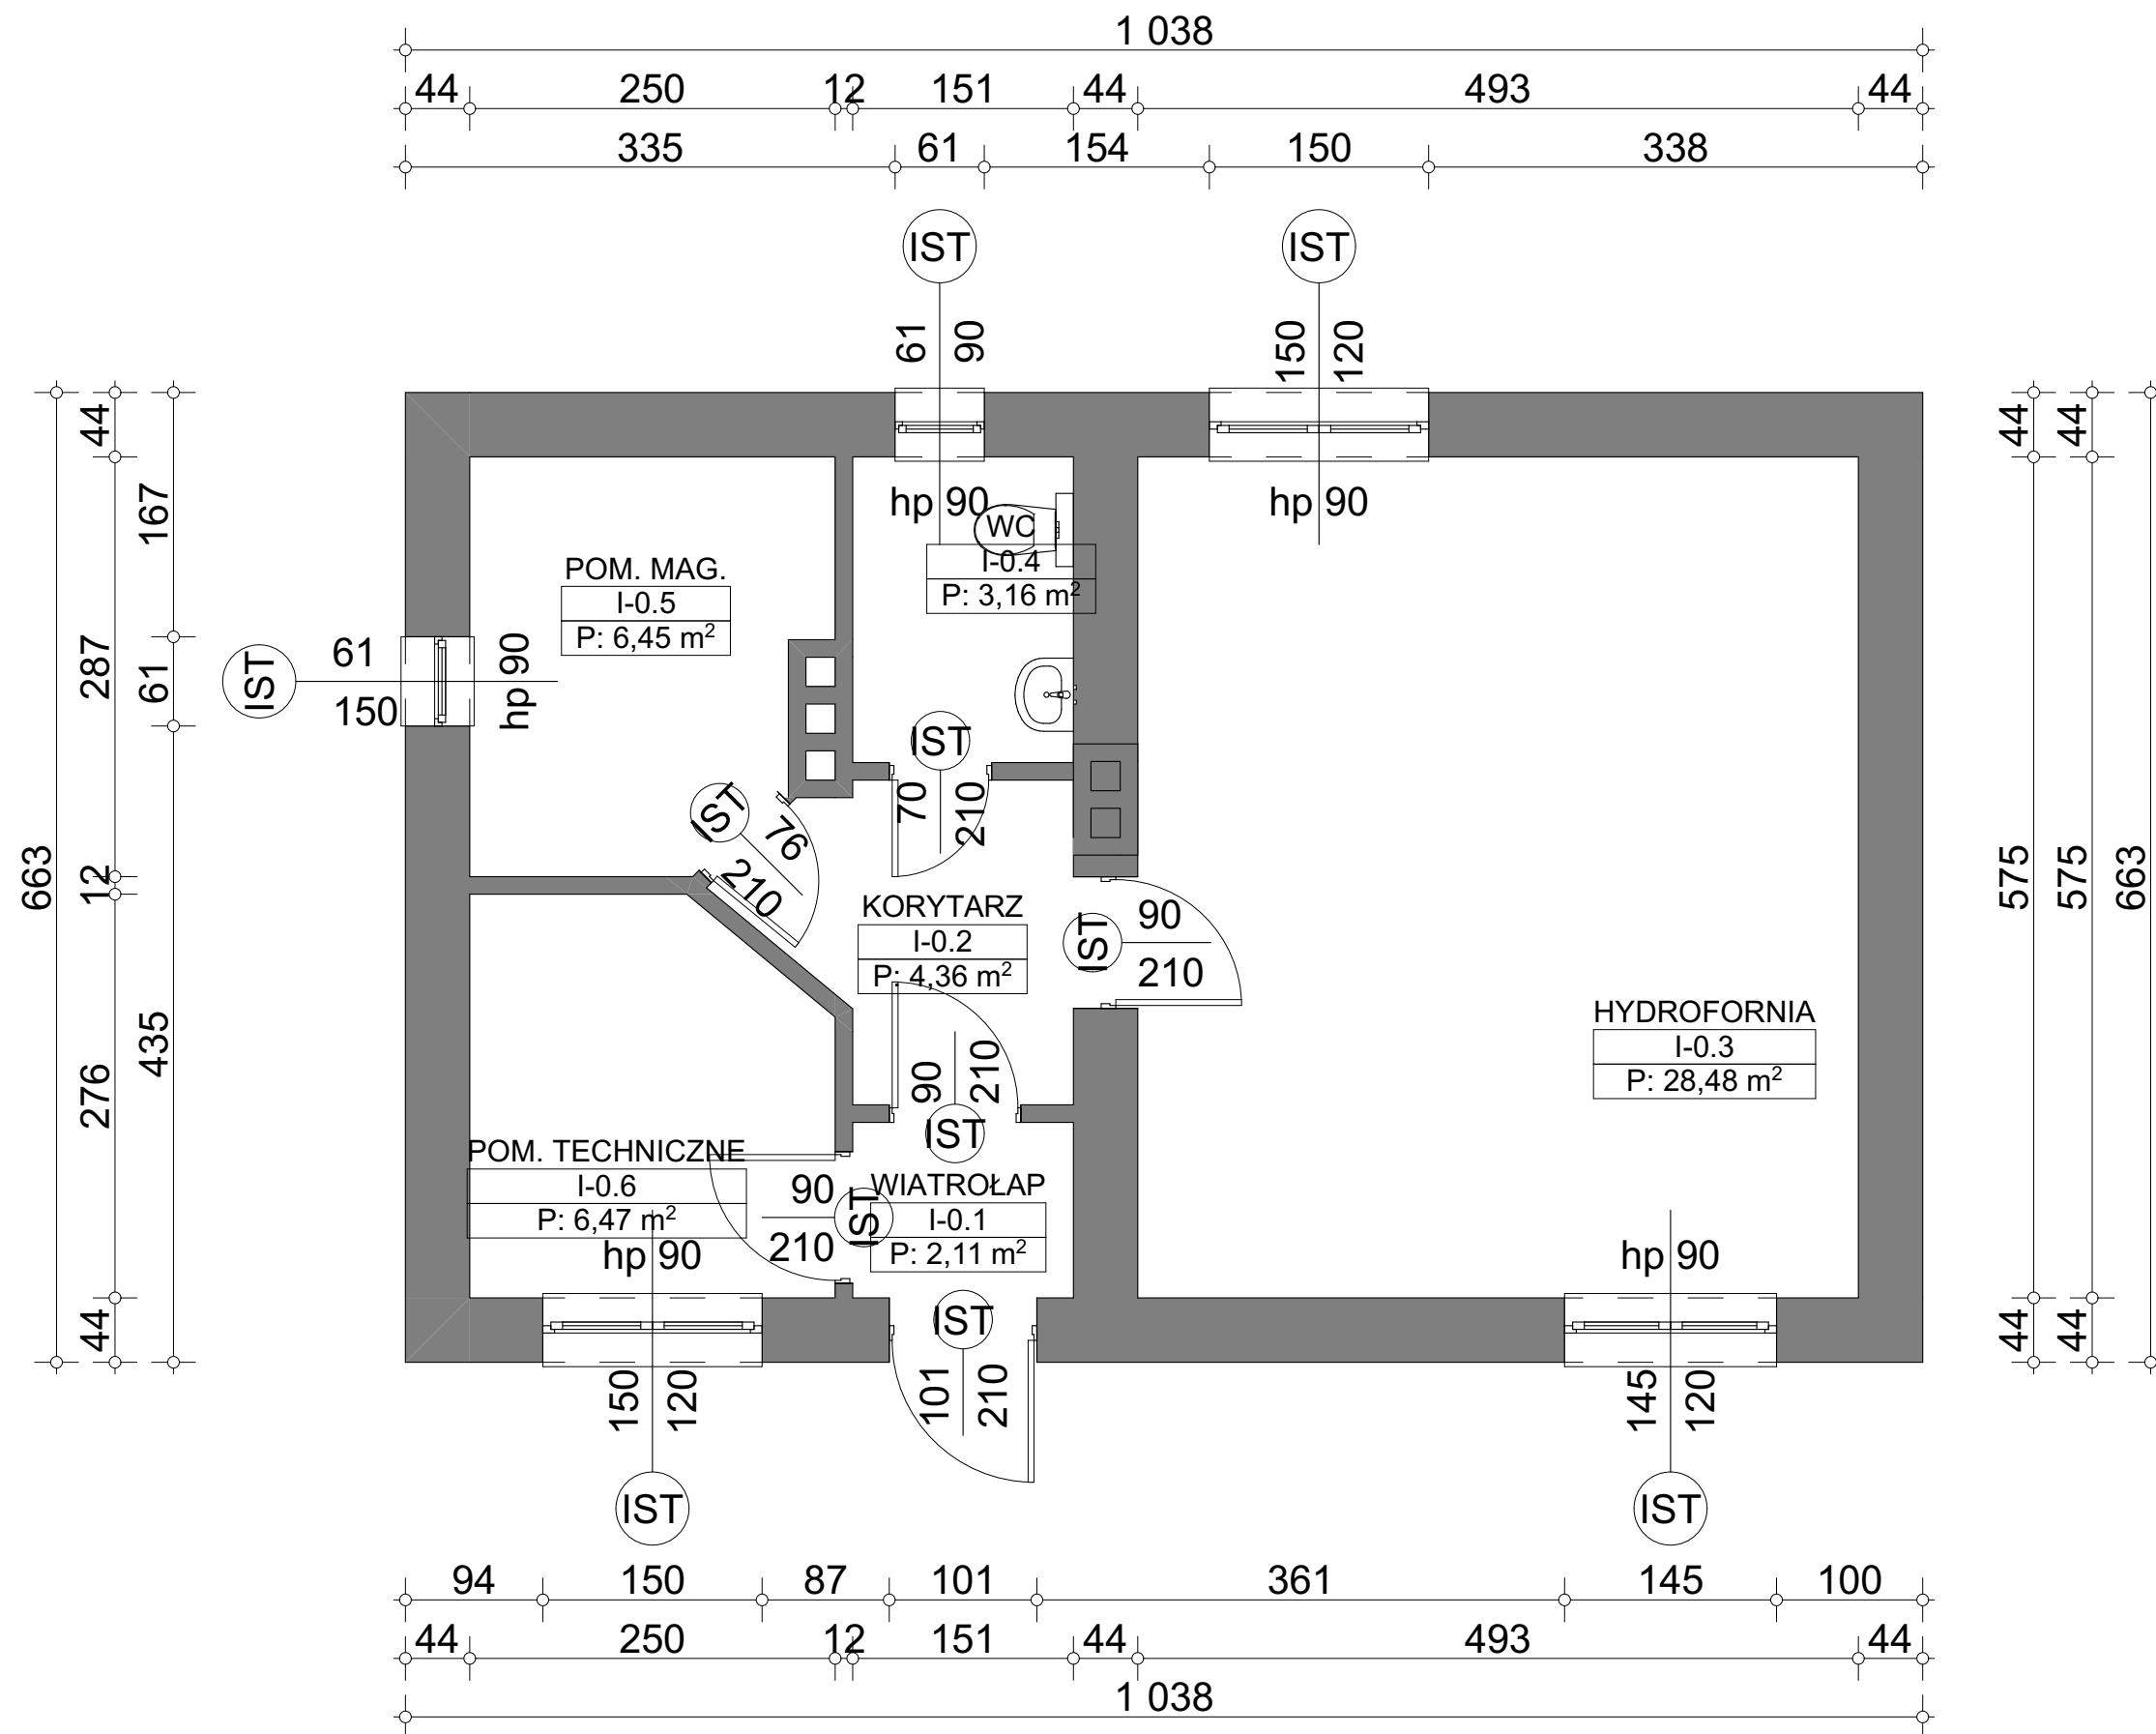 1 038
44 250 12 151 44 493 44
335 61 154 150 338
IST IST
61 90 150 120
hp 90 hp 90
WC
I-0.4
P: 3,16 m²
POM. MAG.
I-0.5
P: 6,45 m²
IST
61
150
hp 90
IST
70 210
IST
76
210
KORYTARZ
I-0.2
P: 4,36 m²
IST
90
210
HYDROFORNIA
I-0.3
P: 28,48 m²
90 210
IST
POM. TECHNICZNE
I-0.6
P: 6,47 m²
90
210
IST
WIATROŁAP
I-0.1
P: 2,11 m²
hp 90 hp 90
IST
101 210
150 120
145 120
IST IST
663
44 287 12 276 44
167 61 435
44 575 44
44 575 44
663
94 150 87 101 361 145 100
44 250 12 151 44 493 44
1 038